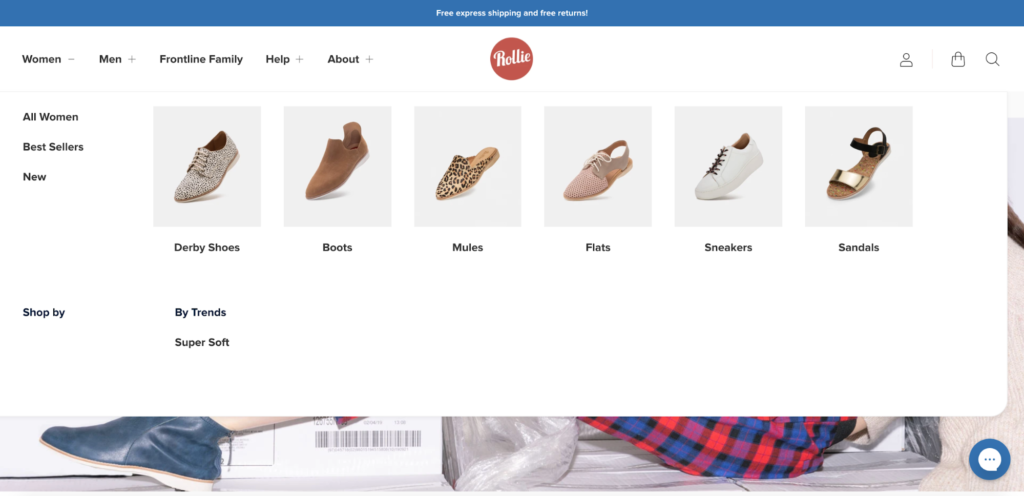 Free express shipping and free returns!
Women
Men
Frontline Family
Help
About
Rollie
All Women
Best Sellers
New
Derby Shoes
Boots
Mules
Flats
Sneakers
Sandals
Shop by
By Trends
Super Soft